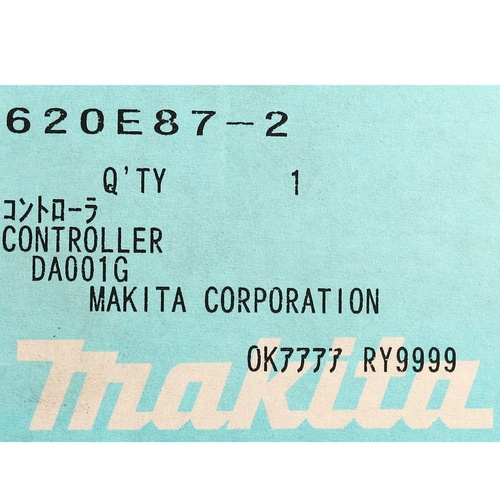 620E87-2
Q'TY 1
コントローラ
CONTROLLER
DA001G
MAKITA CORPORATION
OKアアアア RY9999
makita